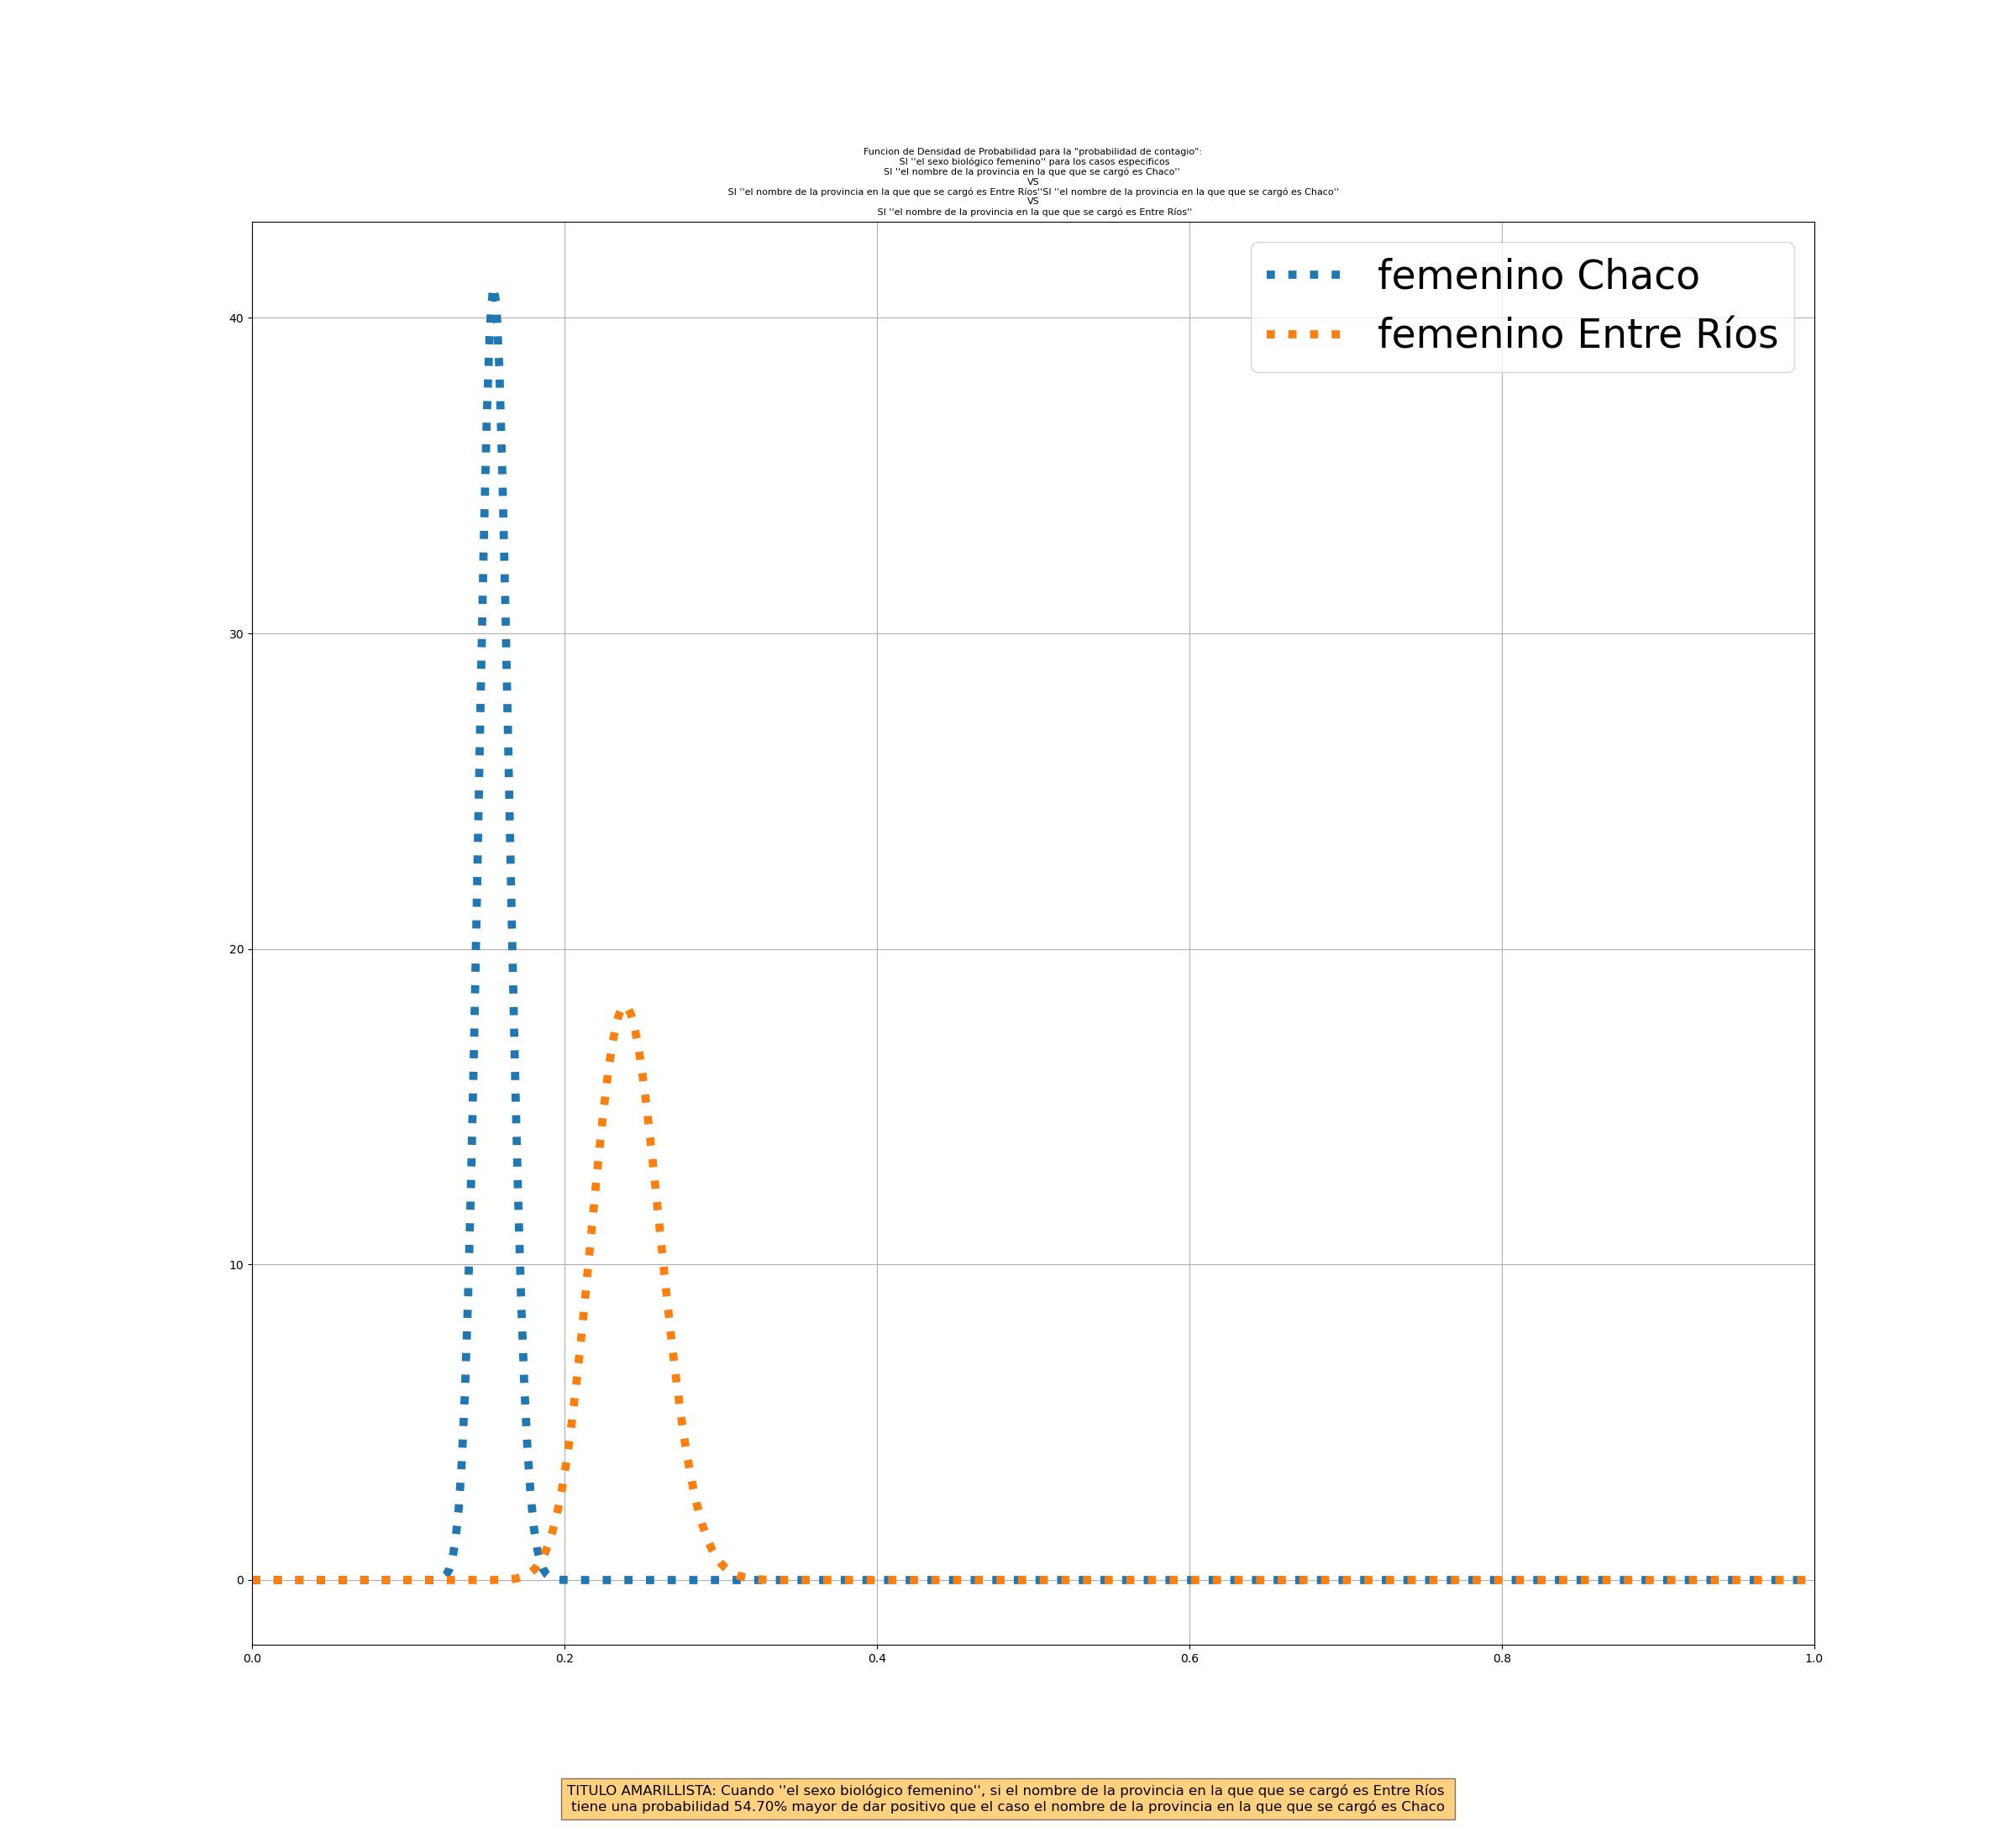 Funcion de Densidad de Probabilidad para la "probabilidad de contagio":
SI ''el sexo biológico femenino'' para los casos especificos
SI ''el nombre de la provincia en la que que se cargó es Chaco''
VS
SI ''el nombre de la provincia en la que que se cargó es Entre Ríos''SI ''el nombre de la provincia en la que que se cargó es Chaco''
VS
SI ''el nombre de la provincia en la que que se cargó es Entre Ríos''
femenino Chaco
femenino Entre Ríos
40
30
20
10
0
0.0 0.2 0.4 0.6 0.8 1.0
TITULO AMARILLISTA: Cuando ''el sexo biológico femenino'', si el nombre de la provincia en la que que se cargó es Entre Ríos
tiene una probabilidad 54.70% mayor de dar positivo que el caso el nombre de la provincia en la que que se cargó es Chaco